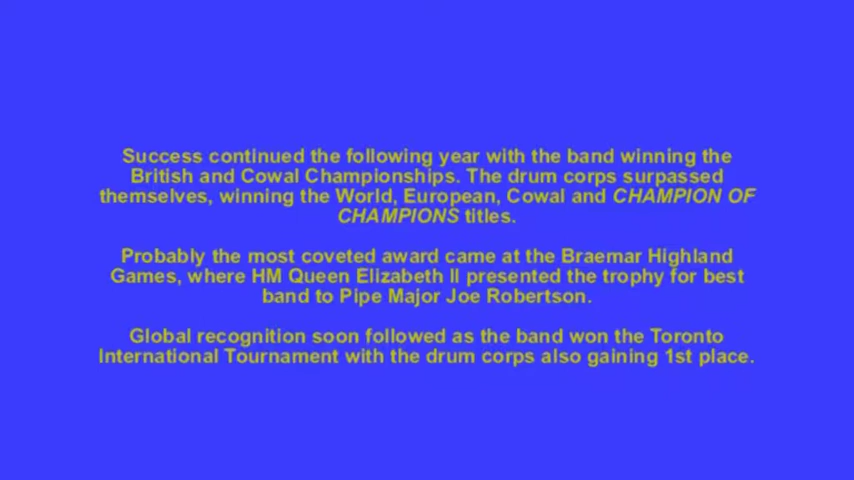 Success continued the following year with the band winning the
British and Cowal Championships. The drum corps surpassed
themselves, winning the World, European, Cowal and CHAMPION OF
CHAMPIONS titles.
Probably the most coveted award came at the Braemar Highland
Games, where HM Queen Elizabeth II presented the trophy for best
band to Pipe Major Joe Robertson.
Global recognition soon followed as the band won the Toronto
International Tournament with the drum corps also gaining 1st place.